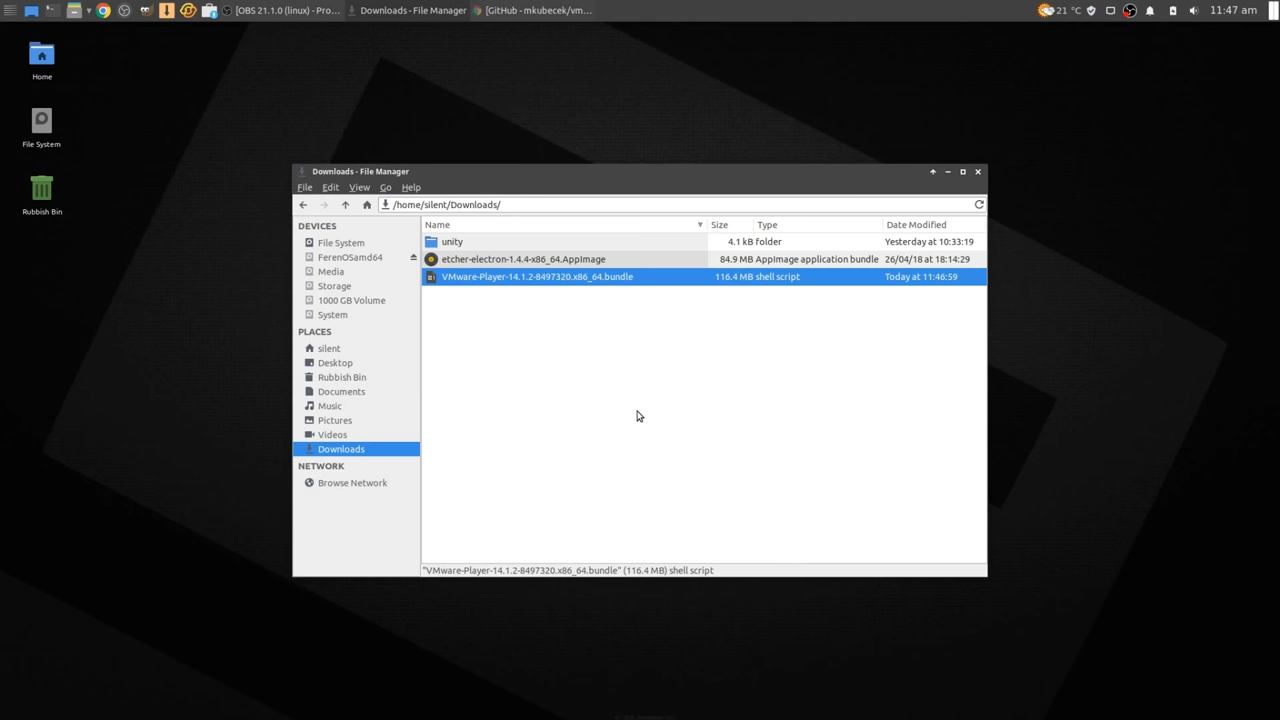 [OBS 21.1.0 (linux) - Pro... Downloads - File Manager [GitHub - mkubecek/vm... 21 °C 11:47 am
Home
File System
Rubbish Bin
Downloads - File Manager
File Edit View Go Help
/home/silent/Downloads/
DEVICES
File System
FerenOSamd64
Media
Storage
1000 GB Volume
System
PLACES
silent
Desktop
Rubbish Bin
Documents
Music
Pictures
Videos
Downloads
NETWORK
Browse Network
Name Size Type Date Modified
unity 4.1 kB folder Yesterday at 10:33:19
etcher-electron-1.4.4-x86_64.AppImage 84.9 MB AppImage application bundle 26/04/18 at 18:14:29
VMware-Player-14.1.2-8497320.x86_64.bundle 116.4 MB shell script Today at 11:46:59
"VMware-Player-14.1.2-8497320.x86_64.bundle" (116.4 MB) shell script